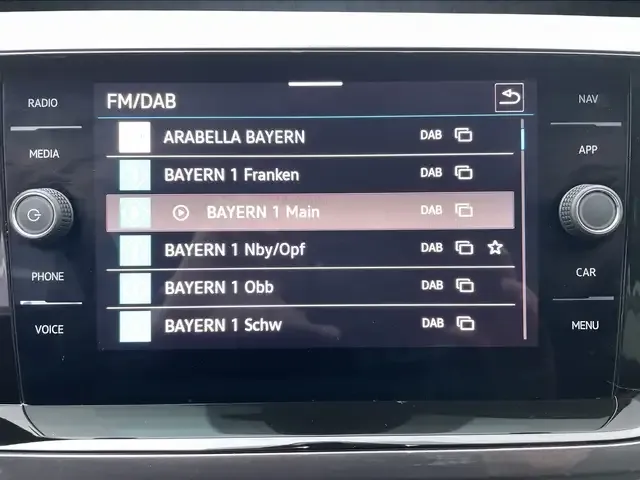 RADIO
MEDIA
PHONE
VOICE
FM/DAB
ARABELLA BAYERN DAB
BAYERN 1 Franken DAB
BAYERN 1 Main DAB
BAYERN 1 Nby/Opf DAB
BAYERN 1 Obb DAB
BAYERN 1 Schw DAB
NAV
APP
CAR
MENU